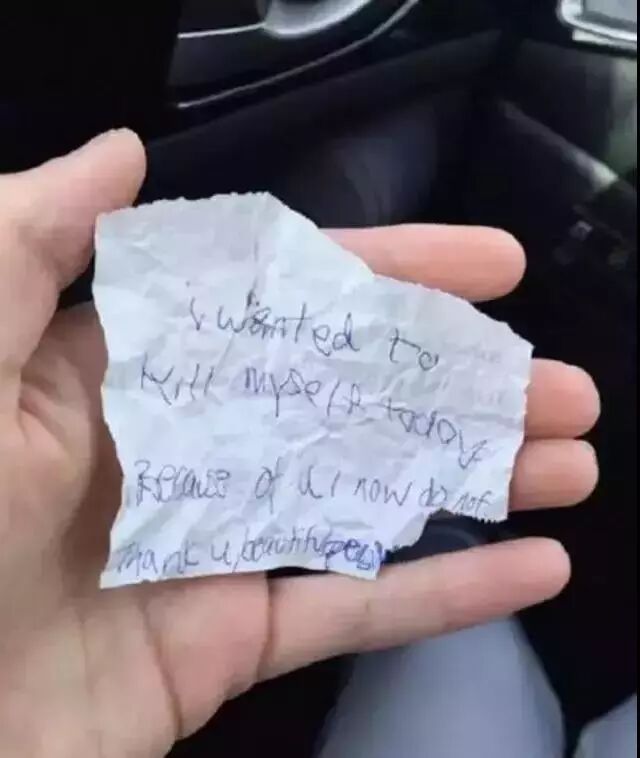 i wanted to
kill myself today
Because of u i now do not
Thank u beautiful